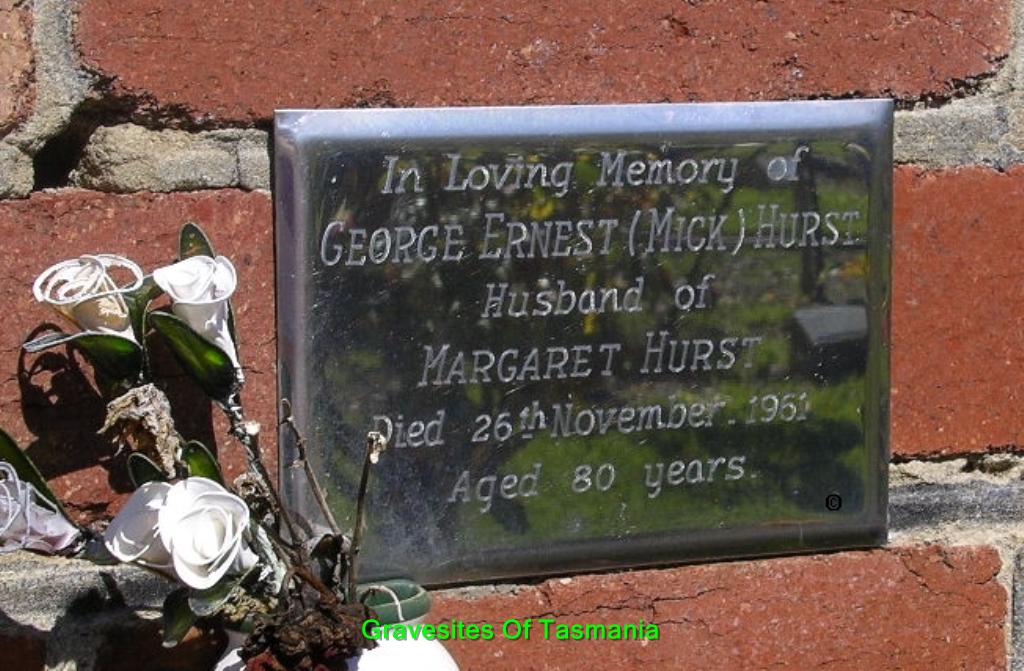 In Loving Memory of
GEORGE ERNEST (MICK) HURST
Husband of
MARGARET HURST
Died 26th November. 1961
Aged 80 years.
©
Gravesites Of Tasmania